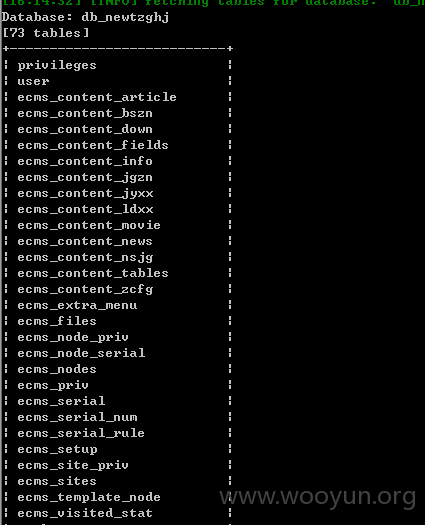 [16:14:32] [INFO] fetching tables for database: 'db_n
Database: db_newtzghj
[73 tables]
+---------------------------+
| privileges |
| user |
| ecms_content_article |
| ecms_content_bszn |
| ecms_content_down |
| ecms_content_fields |
| ecms_content_info |
| ecms_content_jgzn |
| ecms_content_jyxx |
| ecms_content_ldxx |
| ecms_content_movie |
| ecms_content_news |
| ecms_content_nsjg |
| ecms_content_tables |
| ecms_content_zcfg |
| ecms_extra_menu |
| ecms_files |
| ecms_node_priv |
| ecms_node_serial |
| ecms_nodes |
| ecms_priv |
| ecms_serial |
| ecms_serial_num |
| ecms_serial_rule |
| ecms_setup |
| ecms_site_priv |
| ecms_sites |
| ecms_template_node |
| ecms_visited_stat |
www.wooyun.org